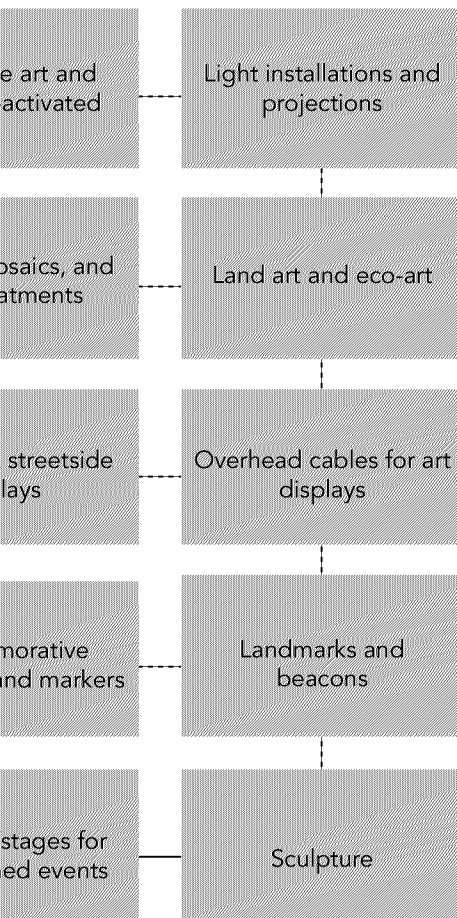 e art and
activated
Light installations and
projections
osaics, and
atments
Land art and eco-art
streetside
lays
Overhead cables for art
displays
morative
and markers
Landmarks and
beacons
stages for
ned events
Sculpture